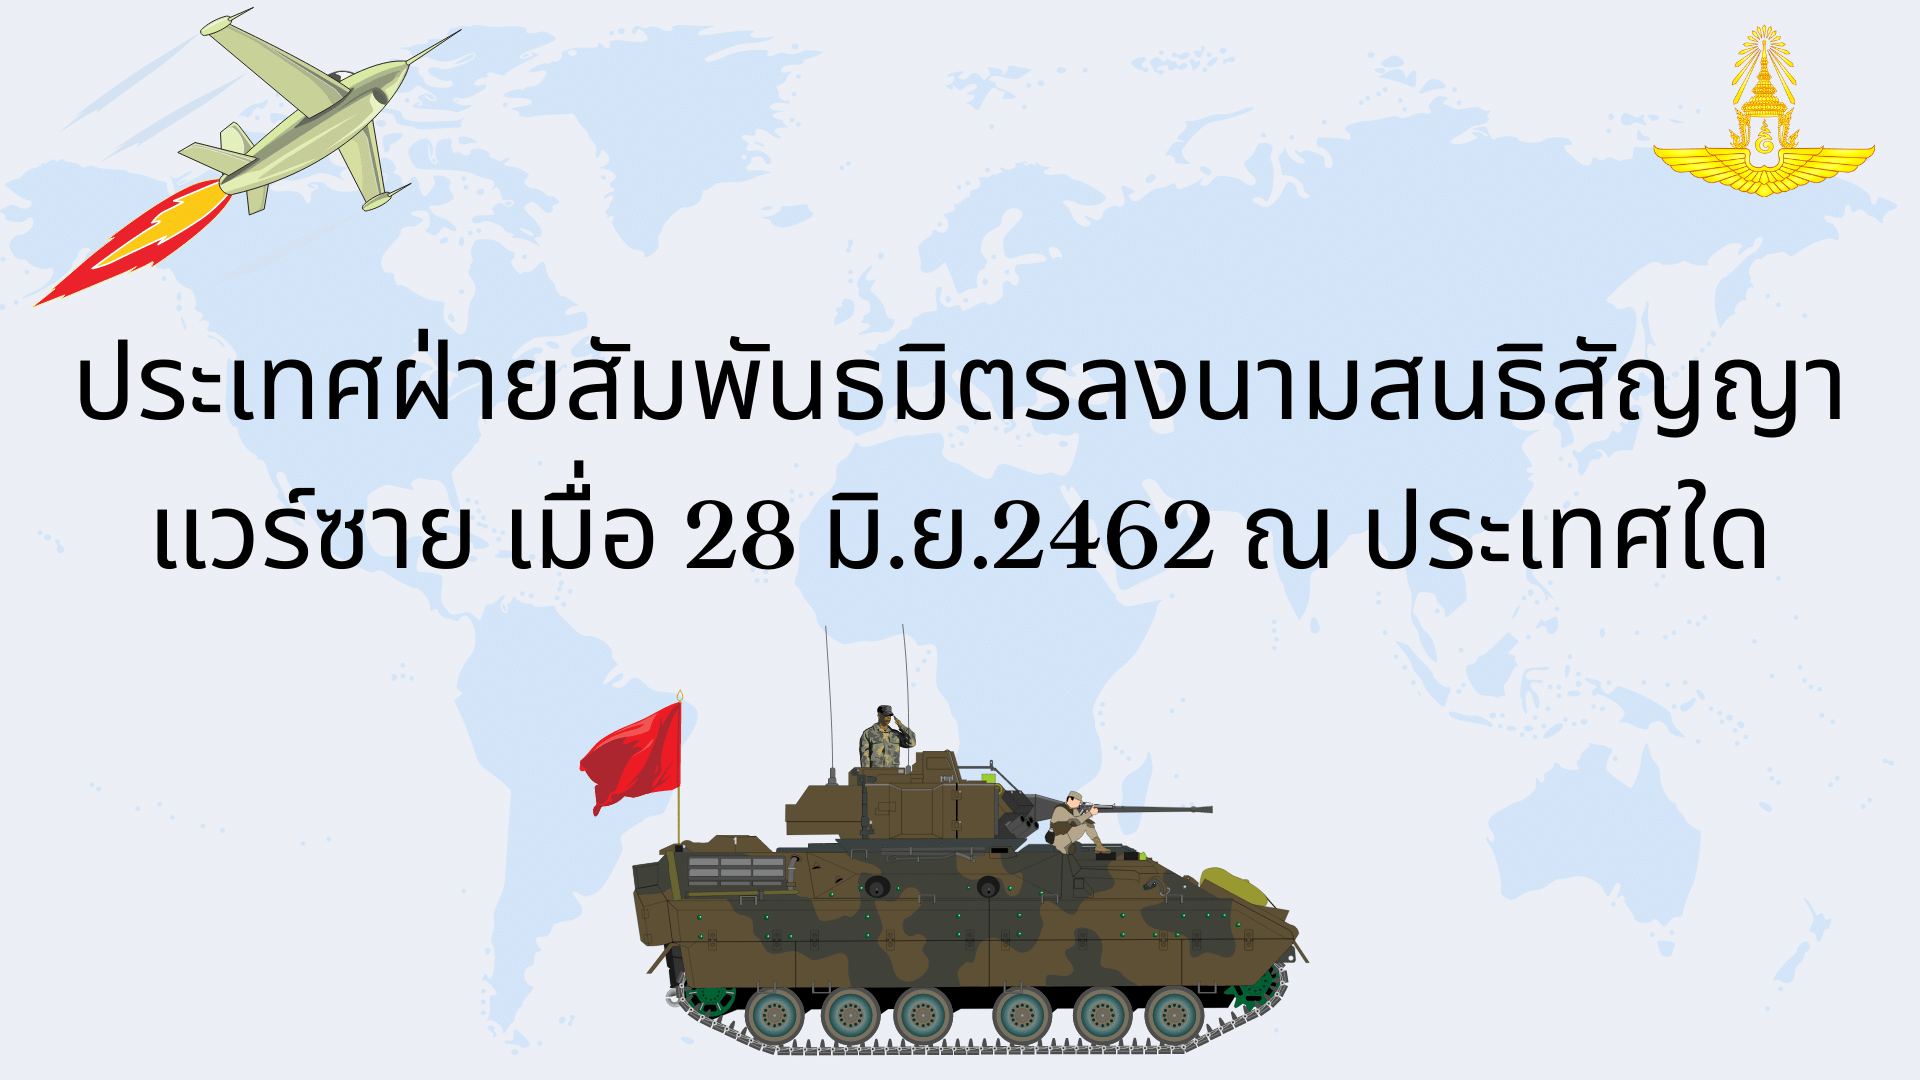 ประเทศฝ่ายสัมพันธมิตรลงนามสนธิสัญญา
แวร์ซาย เมื่อ 28 มิ.ย.2462 ณ ประเทศใด
1